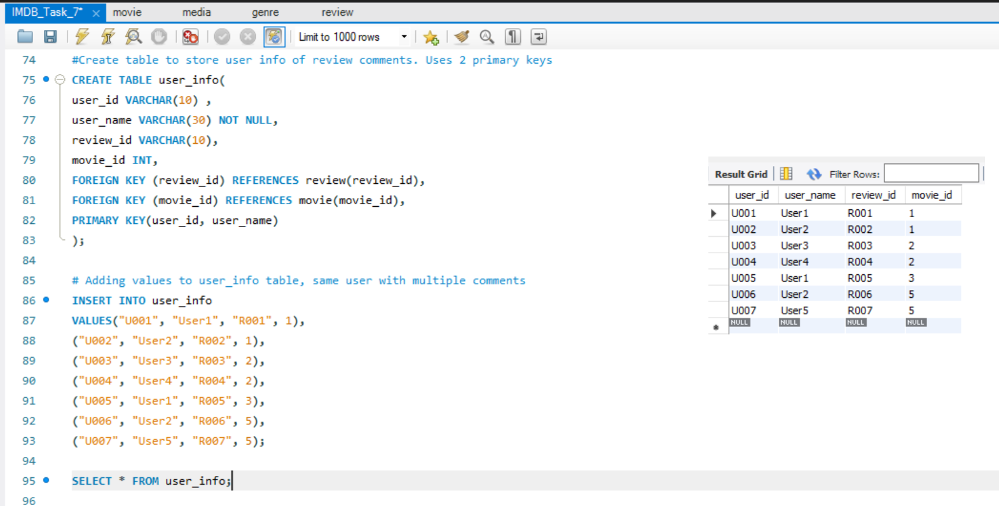 IMDB_Task_7* × movie media genre review
Limit to 1000 rows
74 #Create table to store user info of review comments. Uses 2 primary keys
75 CREATE TABLE user_info(
76 user_id VARCHAR(10) ,
77 user_name VARCHAR(30) NOT NULL,
78 review_id VARCHAR(10),
79 movie_id INT,
80 FOREIGN KEY (review_id) REFERENCES review(review_id),
81 FOREIGN KEY (movie_id) REFERENCES movie(movie_id),
82 PRIMARY KEY(user_id, user_name)
83 );
84
85 # Adding values to user_info table, same user with multiple comments
86 INSERT INTO user_info
87 VALUES("U001", "User1", "R001", 1),
88 ("U002", "User2", "R002", 1),
89 ("U003", "User3", "R003", 2),
90 ("U004", "User4", "R004", 2),
91 ("U005", "User1", "R005", 3),
92 ("U006", "User2", "R006", 5),
93 ("U007", "User5", "R007", 5);
94
95 SELECT * FROM user_info;
96
Result Grid Filter Rows:
user_id user_name review_id movie_id
U001 User1 R001 1
U002 User2 R002 1
U003 User3 R003 2
U004 User4 R004 2
U005 User1 R005 3
U006 User2 R006 5
U007 User5 R007 5
NULL NULL NULL NULL